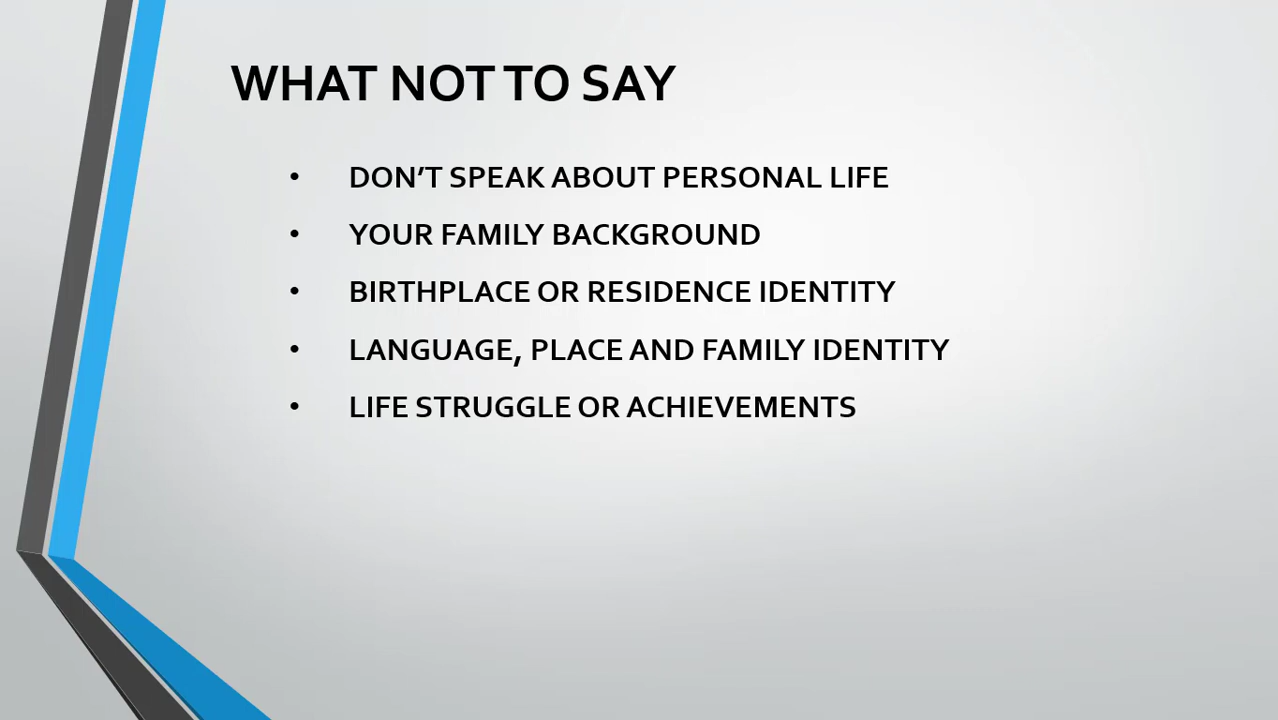 WHAT NOT TO SAY
• DON’T SPEAK ABOUT PERSONAL LIFE
• YOUR FAMILY BACKGROUND
• BIRTHPLACE OR RESIDENCE IDENTITY
• LANGUAGE, PLACE AND FAMILY IDENTITY
• LIFE STRUGGLE OR ACHIEVEMENTS